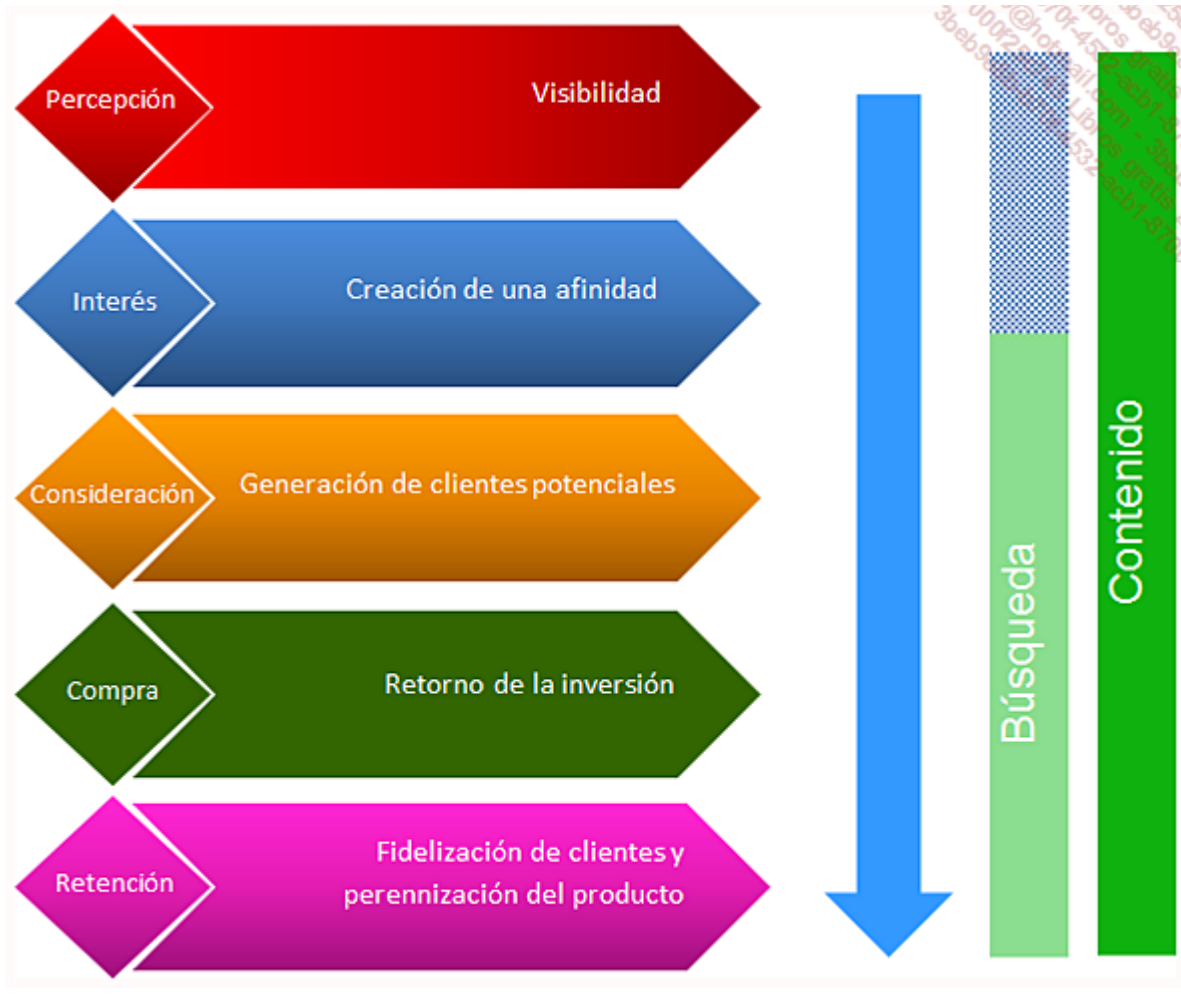 Percepción
Visibilidad
Interés
Creación de una afinidad
Consideración
Generación de clientes potenciales
Compra
Retorno de la inversión
Retención
Fidelización de clientes y
perennización del producto
Búsqueda
Contenido